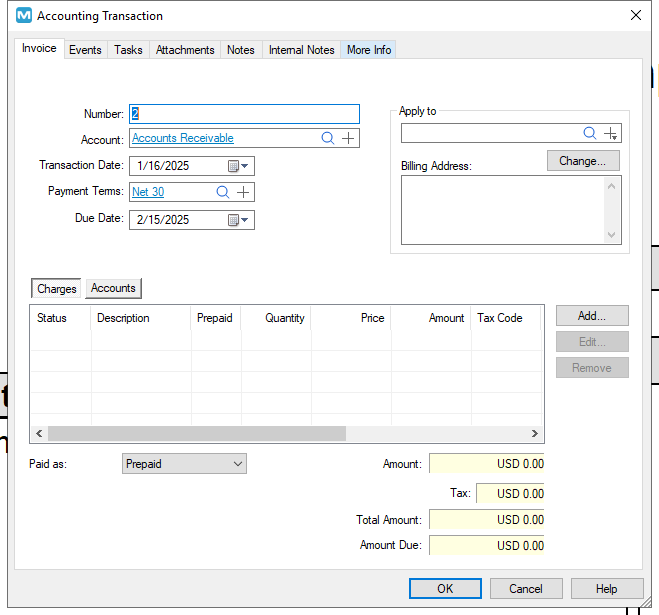 Accounting Transaction
Invoice Events Tasks Attachments Notes Internal Notes More Info
Number: 2
Apply to
Account: Accounts Receivable
Transaction Date: 1/16/2025
Billing Address: Change...
Payment Terms: Net 30
Due Date: 2/15/2025
Charges Accounts
Status Description Prepaid Quantity Price Amount Tax Code
Add...
Edit...
Remove
Paid as: Prepaid
Amount: USD 0.00
Tax: USD 0.00
Total Amount: USD 0.00
Amount Due: USD 0.00
OK Cancel Help